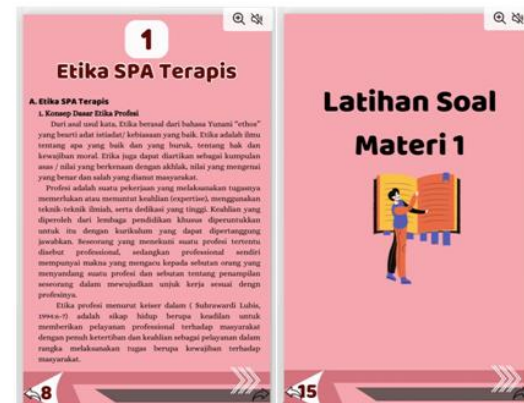 1
Etika SPA Terapis
A. Etika SPA Terapis
1. Konsep Dasar Etika Profesi
Dari asal usul kata, Etika berasal dari bahasa Yunani “ethos”
yang bearti adat istiadat/ kebiasaan yang baik. Etika adalah ilmu
tentang apa yang baik dan yang buruk, tentang hak dan
kewajiban moral. Etika juga dapat diartikan sebagai kumpulan
asas / nilai yang berkenaan dengan akhlak, nilai yang mengenai
yang benar dan salah yang dianut masyarakat.
Profesi adalah suatu pekerjaan yang melaksanakan tugasnya
memerlukan atau menuntut keahlian (expertise), menggunakan
teknik-teknik ilmiah, serta dedikasi yang tinggi. Keahlian yang
diperoleh dari lembaga pendidikan khusus diperuntukkan
untuk itu dengan kurikulum yang dapat dipertanggung
jawabkan. Seseorang yang menekuni suatu profesi tertentu
disebut professional, sedangkan professional sendiri
mempunyai makna yang mengacu kepada sebutan orang yang
menyandang suatu profesi dan sebutan tentang penampilan
seseorang dalam mewujudkan unjuk kerja sesuai dengn
profesinya.
Etika profesi menurut keiser dalam ( Suhrawardi Lubis,
1994:6-7) adalah sikap hidup berupa keadilan untuk
memberikan pelayanan professional terhadap masyarakat
dengan penuh ketertiban dan keahlian sebagai pelayanan dalam
rangka melaksanakan tugas berupa kewajiban terhadap
masyarakat.
8
Latihan Soal
Materi 1
15